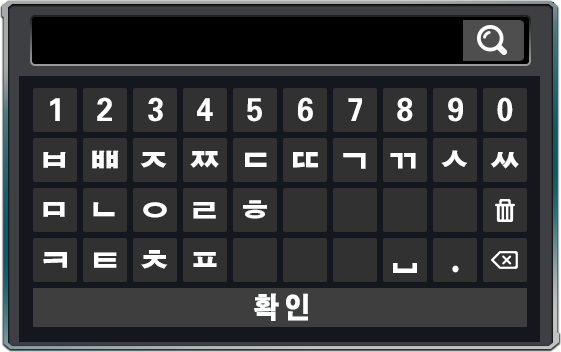 1 2 3 4 5 6 7 8 9 0
ㅂ ㅃ ㅈ ㅉ ㄷ ㄸ ㄱ ㄲ ㅅ ㅆ
ㅁ ㄴ ㅇ ㄹ ㅎ
ㅋ ㅌ ㅊ ㅍ .
확인